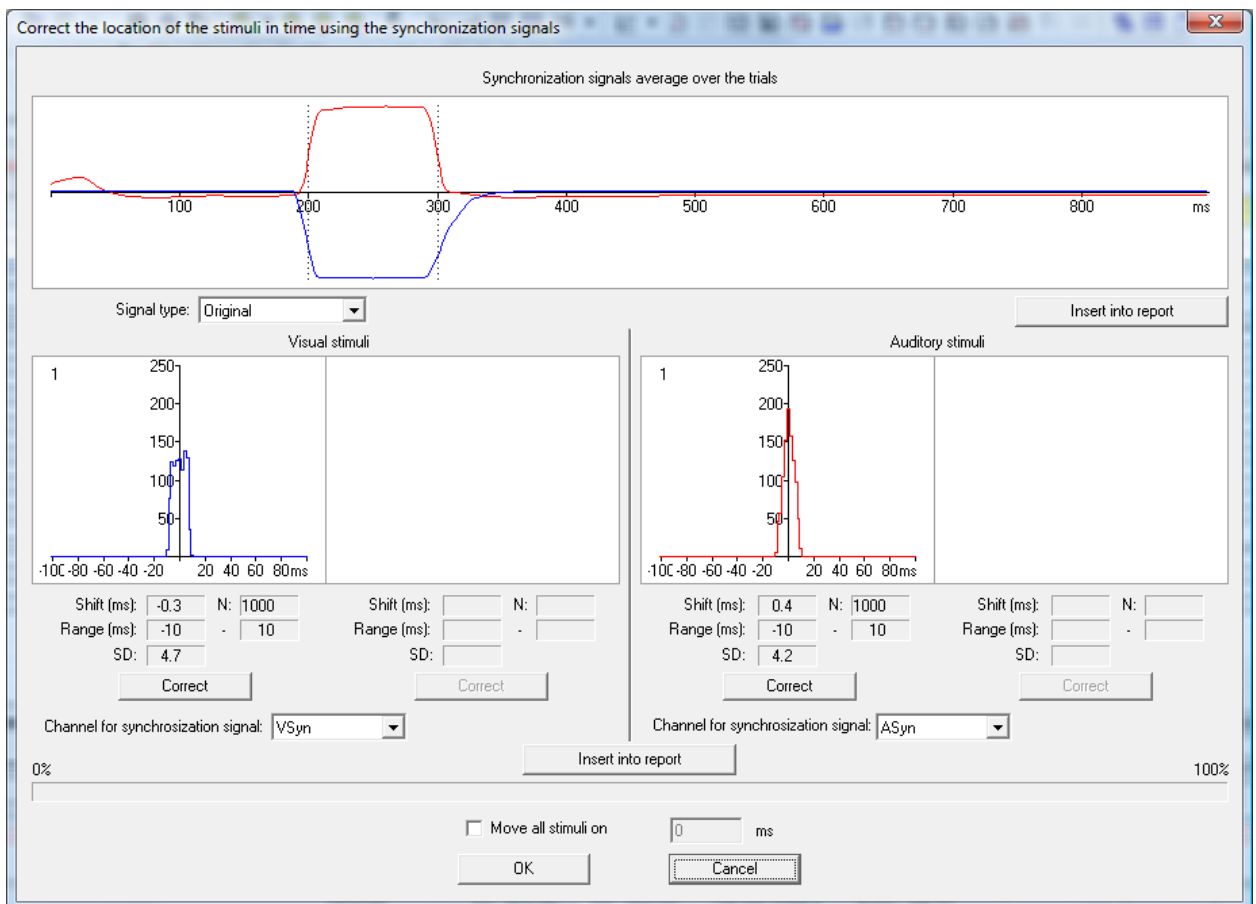 Correct the location of the stimuli in time using the synchronization signals
Synchronization signals average over the trials
100 200 300 400 500 600 700 800 ms
Signal type: Original Insert into report
Visual stimuli Auditory stimuli
1 250 1 250
200 200
150 150
100 100
50 50
-100 -80 -60 -40 -20 20 40 60 80ms -100 -80 -60 -40 -20 20 40 60 80ms
Shift (ms): -0.3 N: 1000 Shift (ms): N: Shift (ms): 0.4 N: 1000 Shift (ms): N:
Range (ms): -10 - 10 Range (ms): - Range (ms): -10 - 10 Range (ms): -
SD: 4.7 SD: SD: 4.2 SD:
Correct Correct Correct Correct
Channel for synchrosization signal: VSyn Channel for synchrosization signal: ASyn
Insert into report
0% 100%
Move all stimuli on 0 ms
OK Cancel